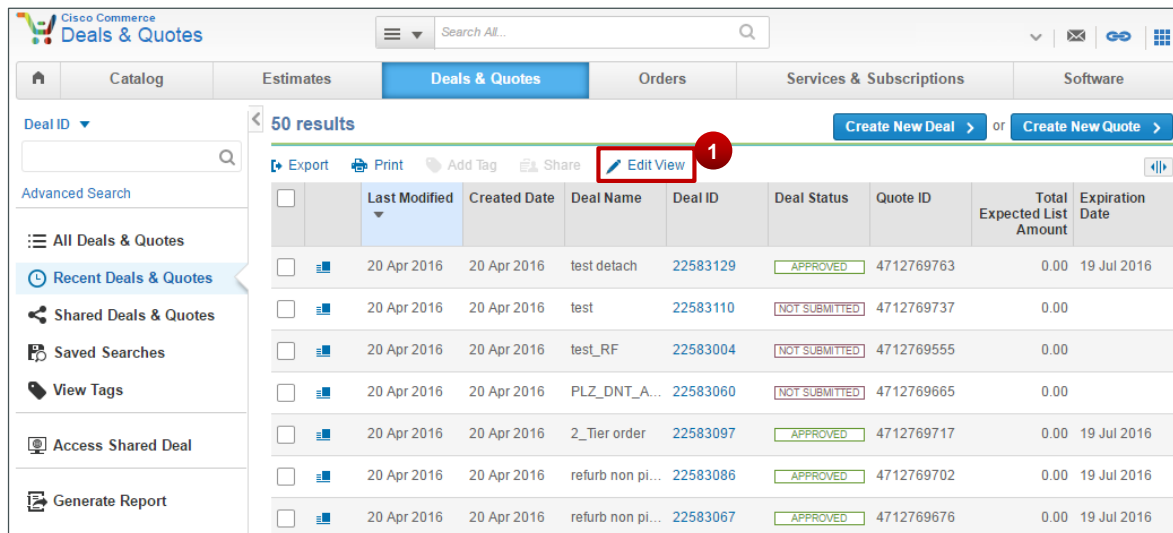 Cisco Commerce
Deals & Quotes
Search All...
Catalog Estimates Deals & Quotes Orders Services & Subscriptions Software
Deal ID
50 results Create New Deal or Create New Quote
Export Print Add Tag Share Edit View 1
Advanced Search
Last Modified Created Date Deal Name Deal ID Deal Status Quote ID Total Expected List Amount Expiration Date
All Deals & Quotes
Recent Deals & Quotes
Shared Deals & Quotes
Saved Searches
View Tags
Access Shared Deal
Generate Report
20 Apr 2016 20 Apr 2016 test detach 22583129 APPROVED 4712769763 0.00 19 Jul 2016
20 Apr 2016 20 Apr 2016 test 22583110 NOT SUBMITTED 4712769737 0.00
20 Apr 2016 20 Apr 2016 test_RF 22583004 NOT SUBMITTED 4712769555 0.00
20 Apr 2016 20 Apr 2016 PLZ_DNT_A... 22583060 NOT SUBMITTED 4712769665 0.00
20 Apr 2016 20 Apr 2016 2_Tier order 22583097 APPROVED 4712769717 0.00 19 Jul 2016
20 Apr 2016 20 Apr 2016 refurb non pi... 22583086 APPROVED 4712769702 0.00 19 Jul 2016
20 Apr 2016 20 Apr 2016 refurb non pi... 22583067 APPROVED 4712769676 0.00 19 Jul 2016